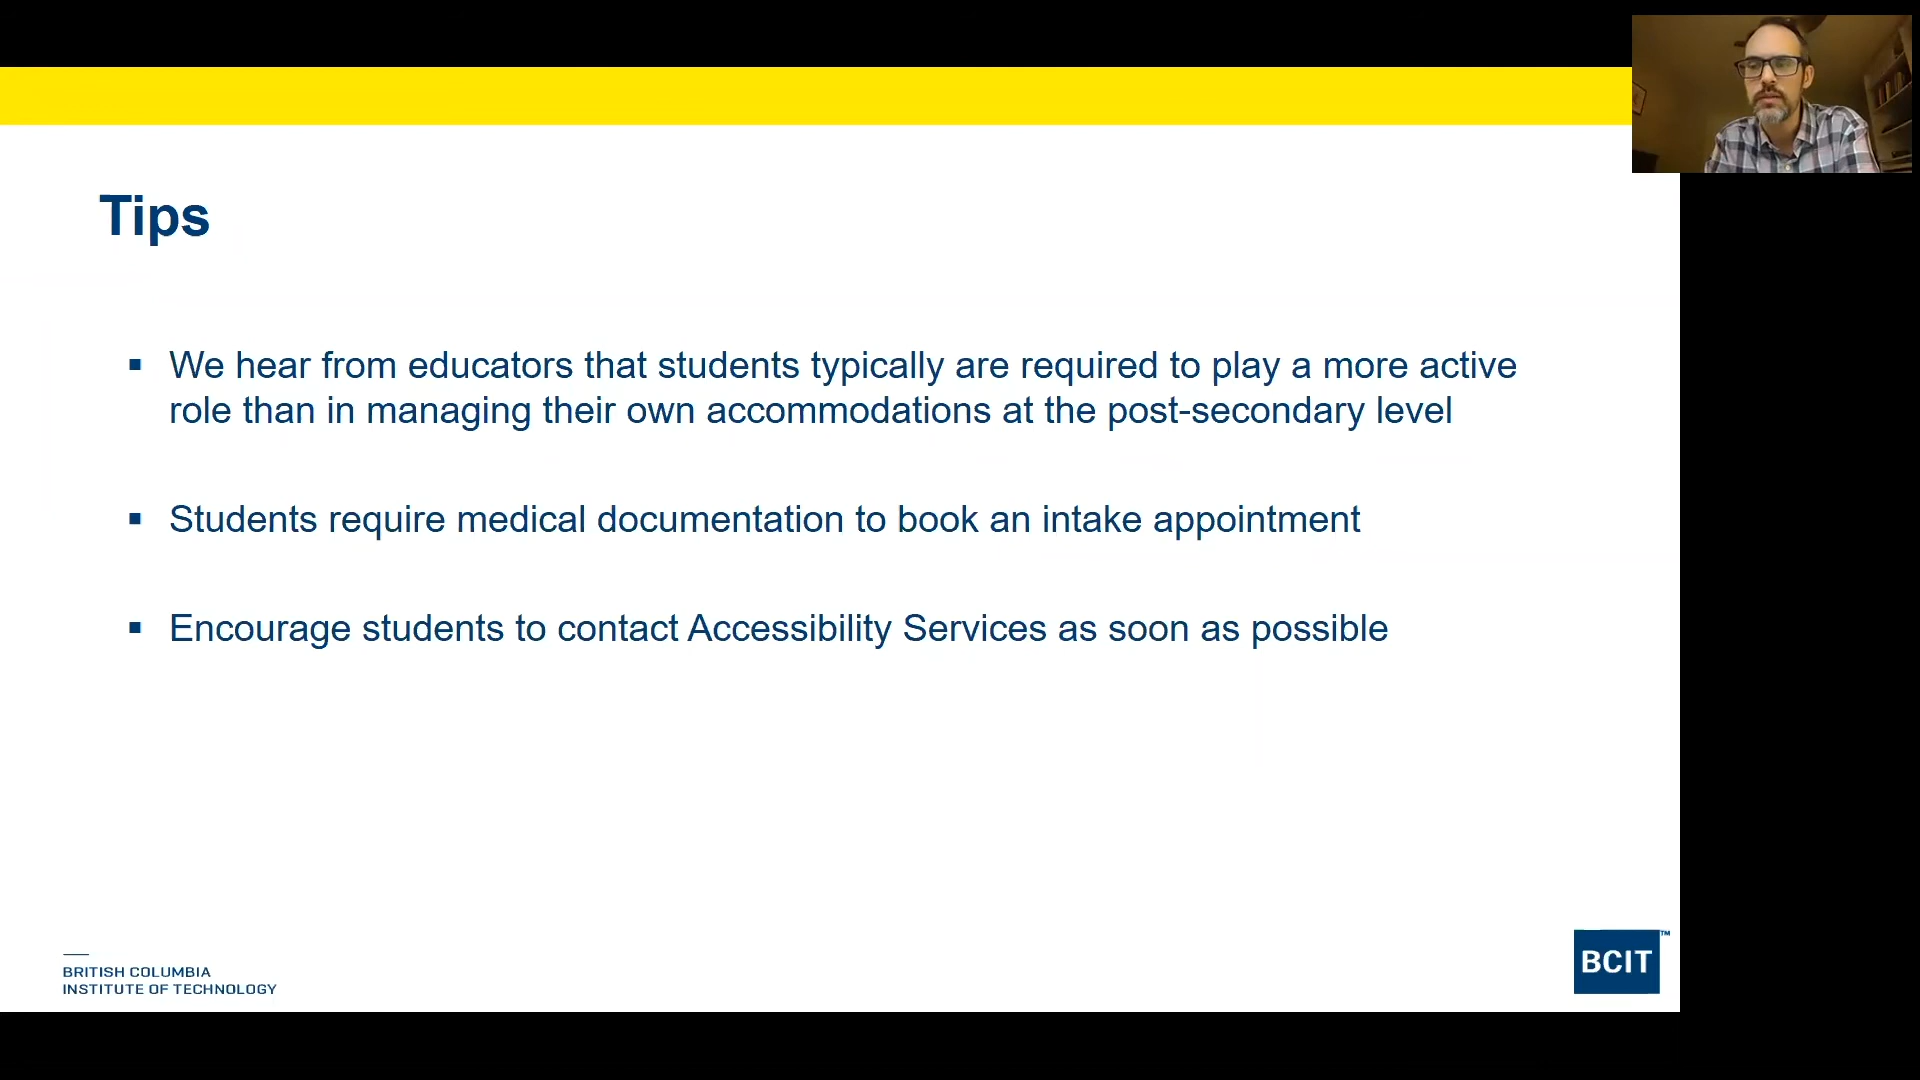 Tips
▪ We hear from educators that students typically are required to play a more active
role than in managing their own accommodations at the post-secondary level
▪ Students require medical documentation to book an intake appointment
▪ Encourage students to contact Accessibility Services as soon as possible
BRITISH COLUMBIA
INSTITUTE OF TECHNOLOGY
BCIT™